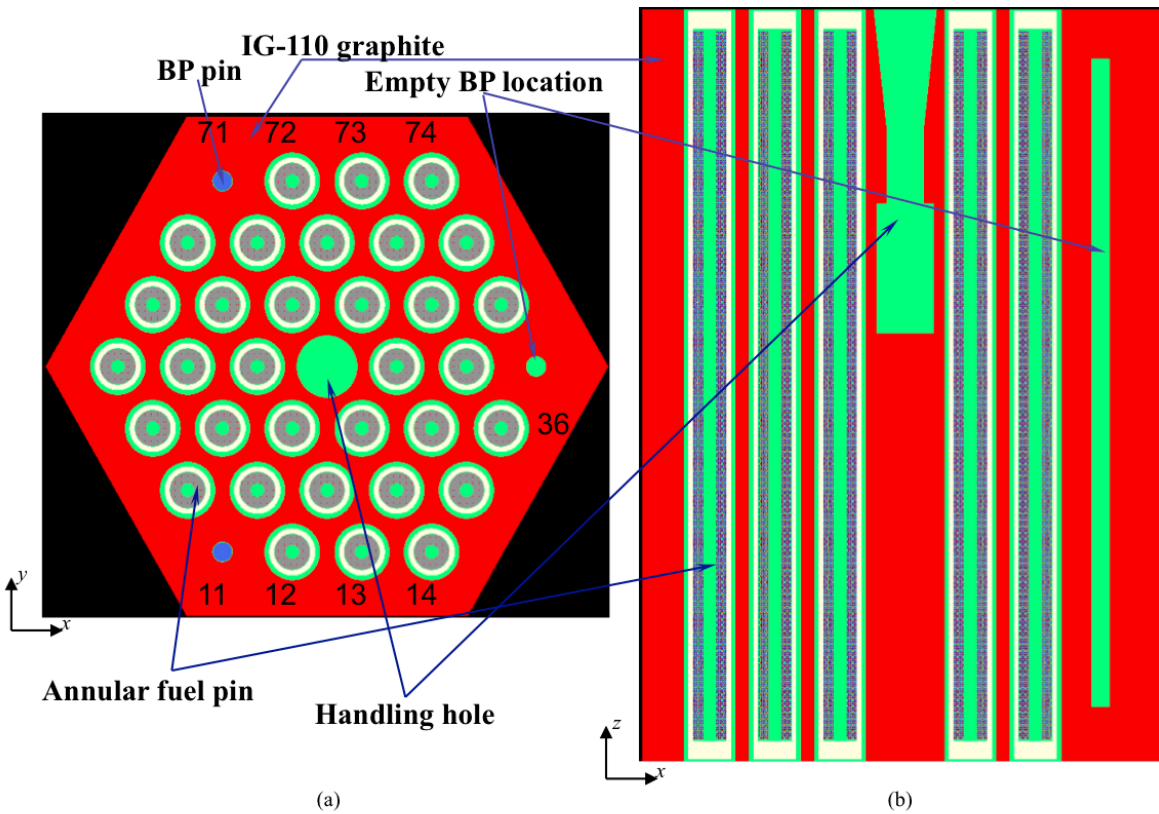 IG-110 graphite
BP pin
Empty BP location
71 72 73 74
36
11 12 13 14
y
x
z
x
Annular fuel pin
Handling hole
(a)
(b)